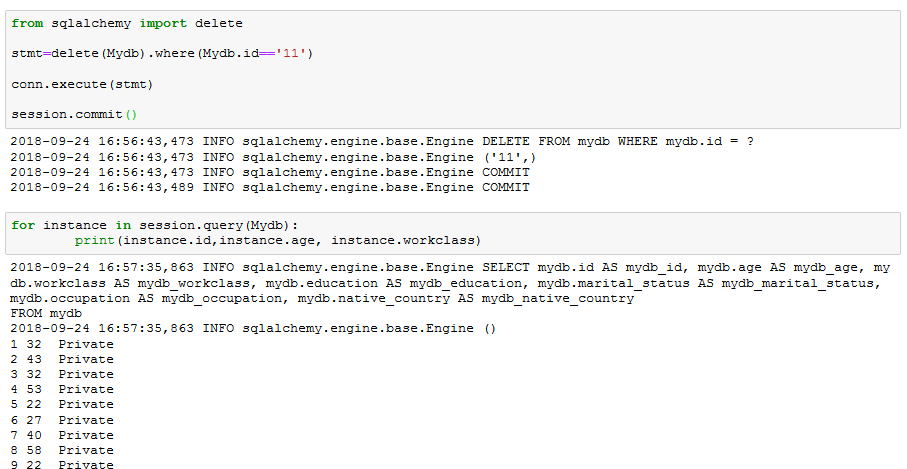 from sqlalchemy import delete
stmt=delete(Mydb).where(Mydb.id=='11')
conn.execute(stmt)
session.commit()
2018-09-24 16:56:43,473 INFO sqlalchemy.engine.base.Engine DELETE FROM mydb WHERE mydb.id = ?
2018-09-24 16:56:43,473 INFO sqlalchemy.engine.base.Engine ('11',)
2018-09-24 16:56:43,473 INFO sqlalchemy.engine.base.Engine COMMIT
2018-09-24 16:56:43,489 INFO sqlalchemy.engine.base.Engine COMMIT
for instance in session.query(Mydb):
        print(instance.id,instance.age, instance.workclass)
2018-09-24 16:57:35,863 INFO sqlalchemy.engine.base.Engine SELECT mydb.id AS mydb_id, mydb.age AS mydb_age, my
db.workclass AS mydb_workclass, mydb.education AS mydb_education, mydb.marital_status AS mydb_marital_status,
mydb.occupation AS mydb_occupation, mydb.native_country AS mydb_native_country
FROM mydb
2018-09-24 16:57:35,863 INFO sqlalchemy.engine.base.Engine ()
1 32  Private
2 43  Private
3 32  Private
4 53  Private
5 22  Private
6 27  Private
7 40  Private
8 58  Private
9 22  Private